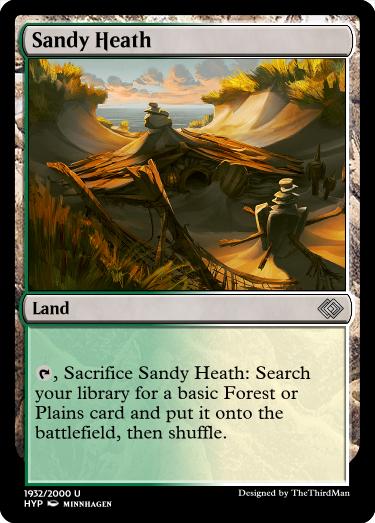 Sandy Heath
Land
, Sacrifice Sandy Heath: Search
your library for a basic Forest or
Plains card and put it onto the
battlefield, then shuffle.
1932/2000 U
Designed by TheThirdMan
HYP MINNHAGEN